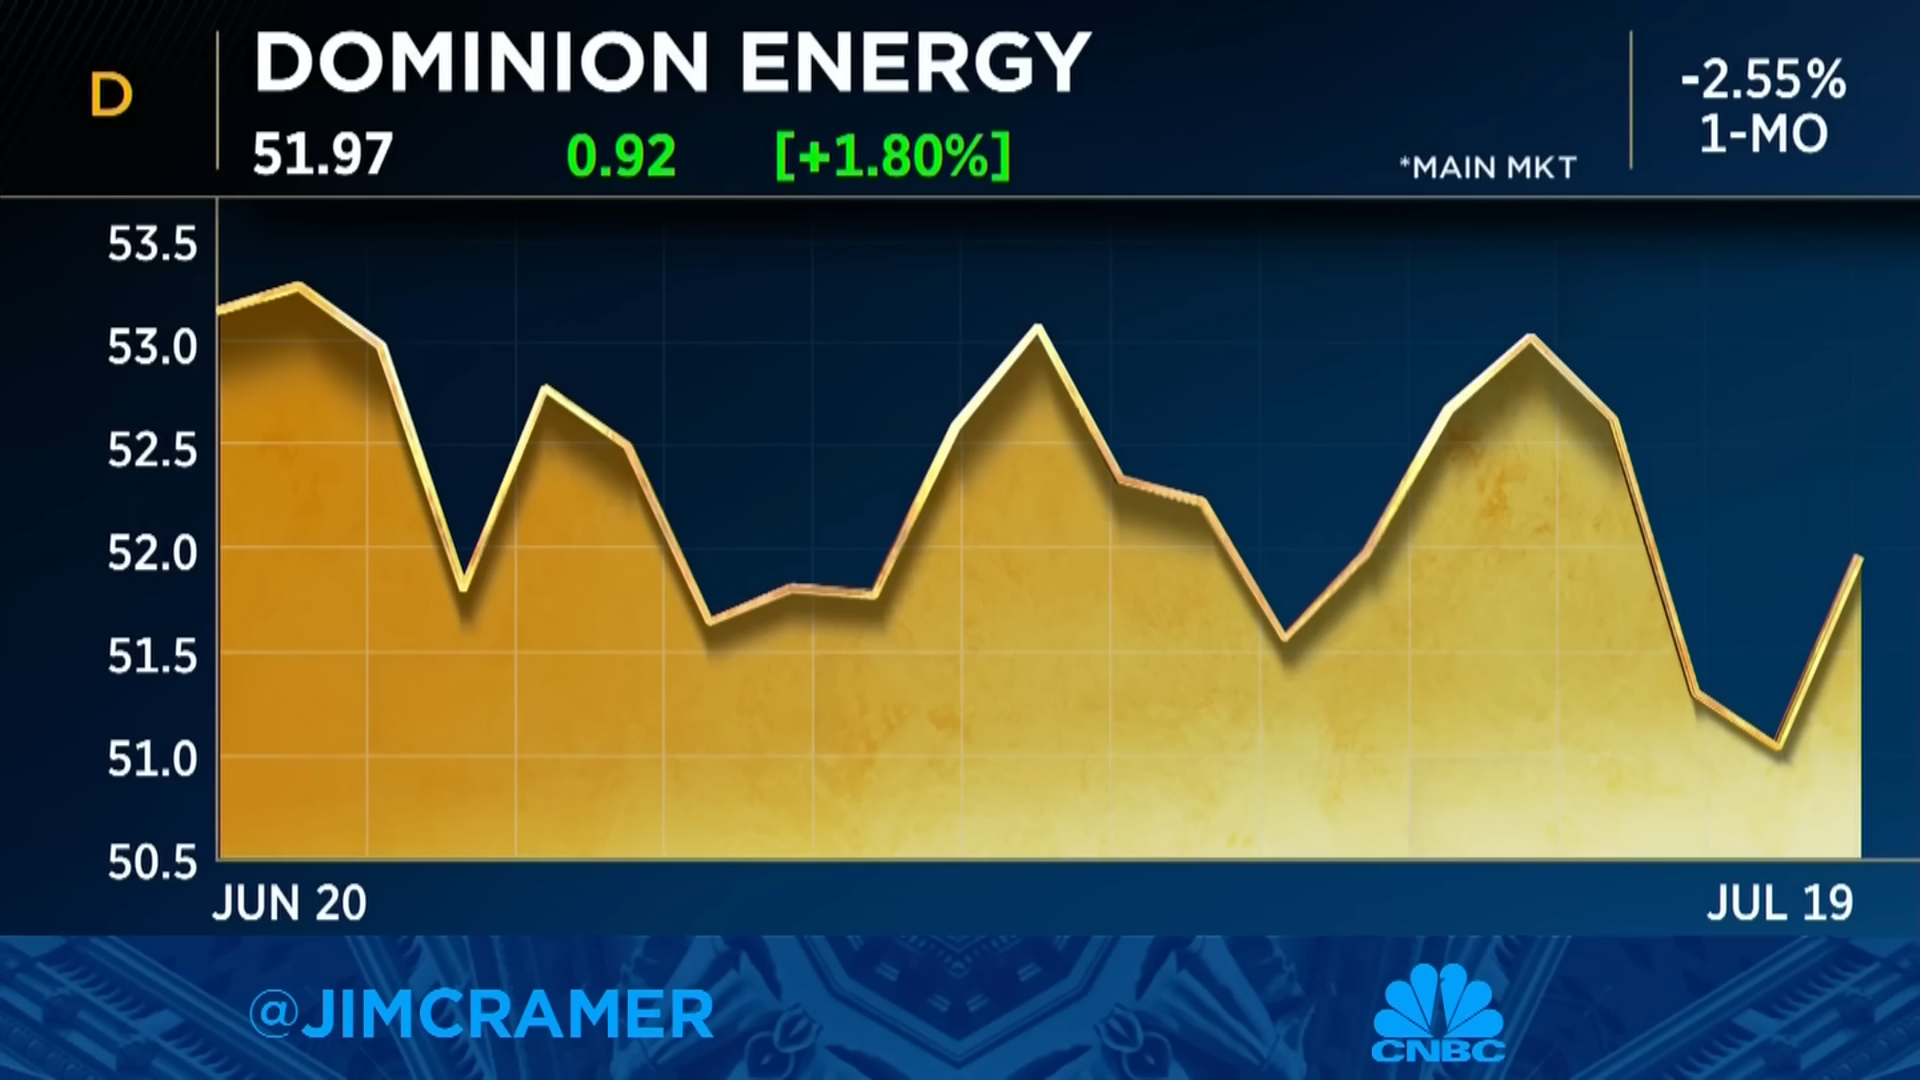 D
DOMINION ENERGY
51.97 0.92 [+1.80%]
*MAIN MKT
-2.55%
1-MO
53.5
53.0
52.5
52.0
51.5
51.0
50.5
JUN 20 JUL 19
@JIMCRAMER
CNBC